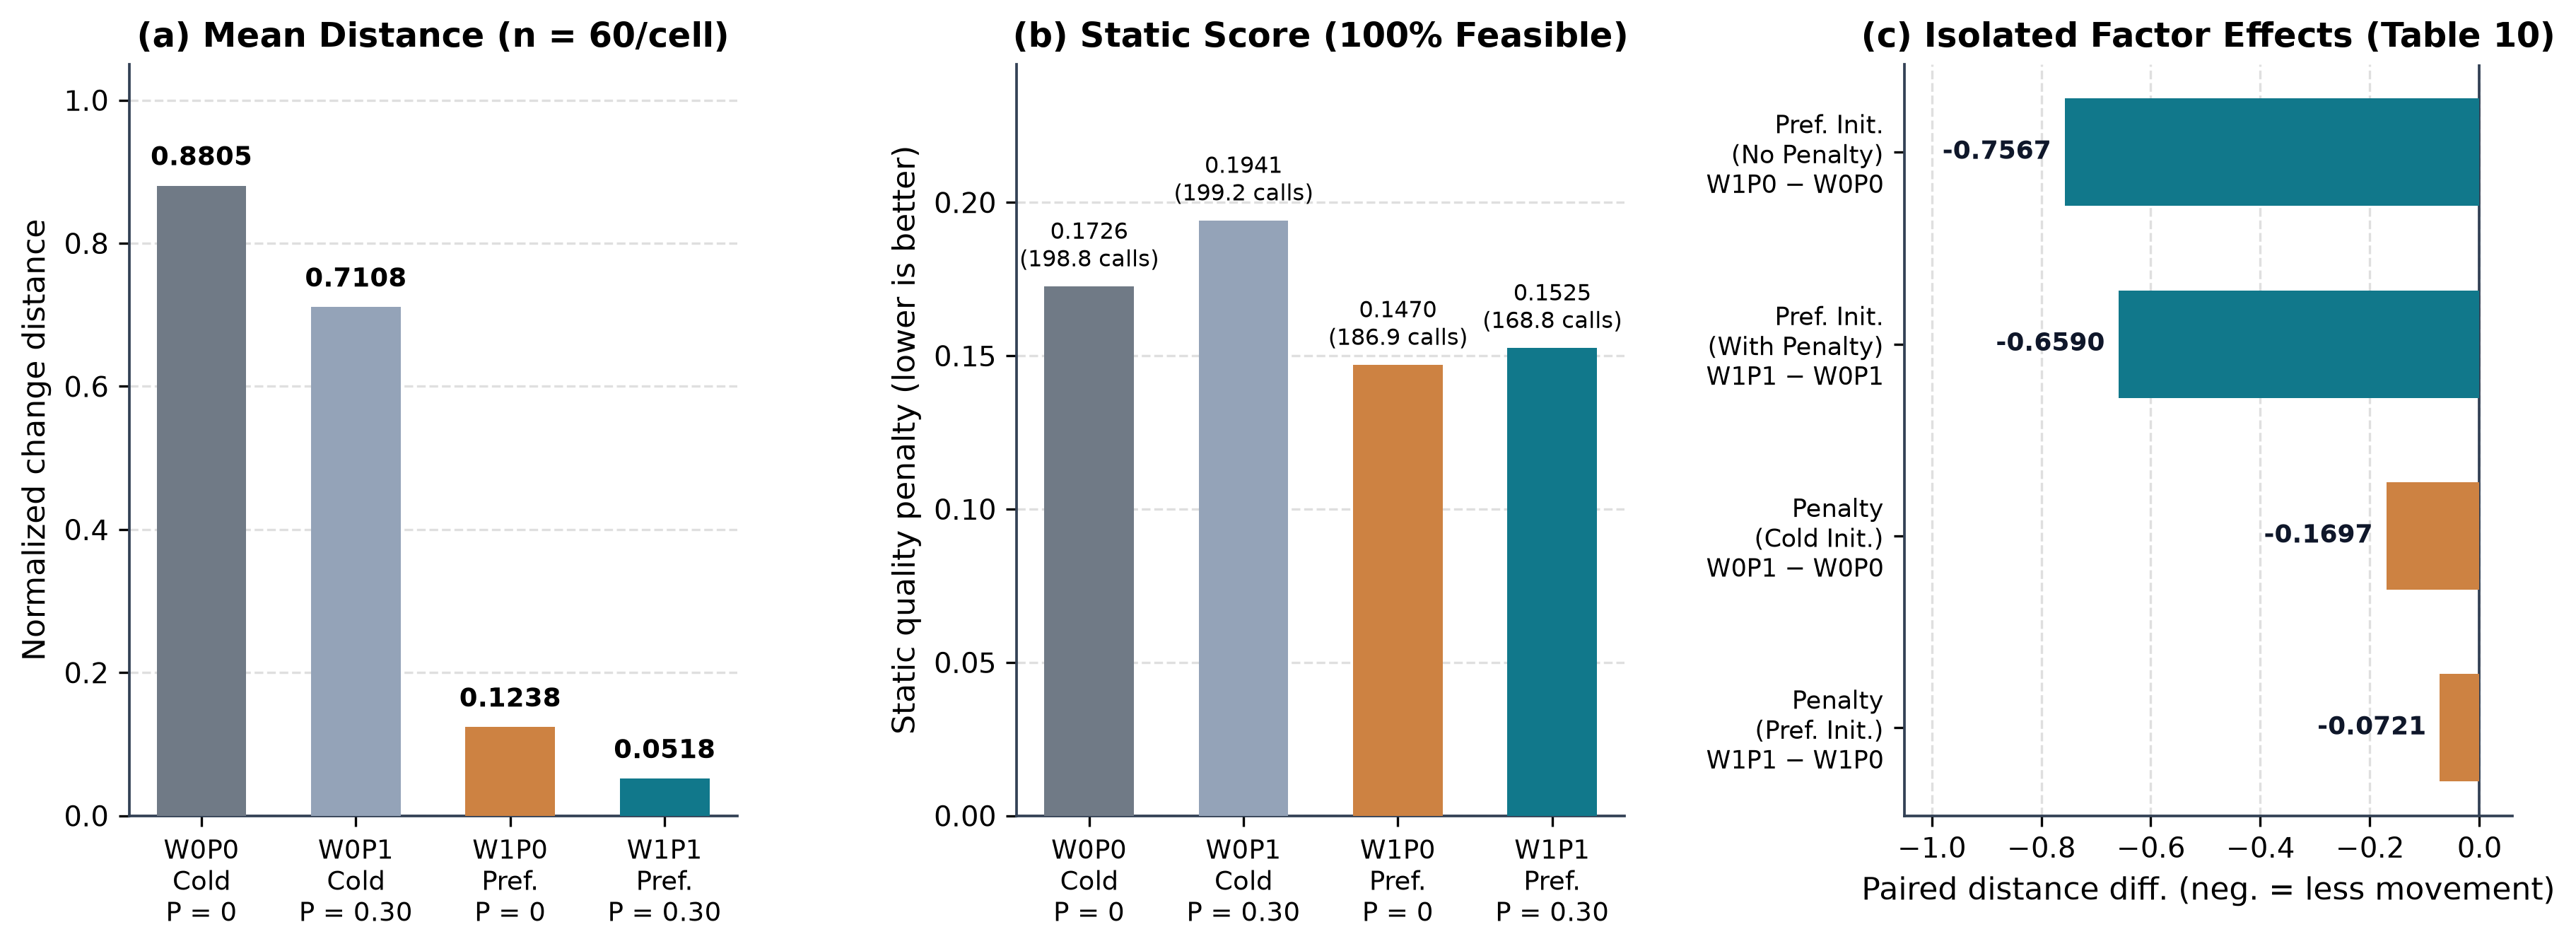 (a) Mean Distance (n = 60/cell)
Normalized change distance
1.0
0.8
0.6
0.4
0.2
0.0
0.8805
0.7108
0.1238
0.0518
W0P0
Cold
P = 0
W0P1
Cold
P = 0.30
W1P0
Pref.
P = 0
W1P1
Pref.
P = 0.30
(b) Static Score (100% Feasible)
Static quality penalty (lower is better)
0.20
0.15
0.10
0.05
0.00
0.1726
(198.8 calls)
0.1941
(199.2 calls)
0.1470
(186.9 calls)
0.1525
(168.8 calls)
W0P0
Cold
P = 0
W0P1
Cold
P = 0.30
W1P0
Pref.
P = 0
W1P1
Pref.
P = 0.30
(c) Isolated Factor Effects (Table 10)
Pref. Init.
(No Penalty)
W1P0 − W0P0
-0.7567
Pref. Init.
(With Penalty)
W1P1 − W0P1
-0.6590
Penalty
(Cold Init.)
W0P1 − W0P0
-0.1697
Penalty
(Pref. Init.)
W1P1 − W1P0
-0.0721
−1.0
−0.8
−0.6
−0.4
−0.2
0.0
Paired distance diff. (neg. = less movement)